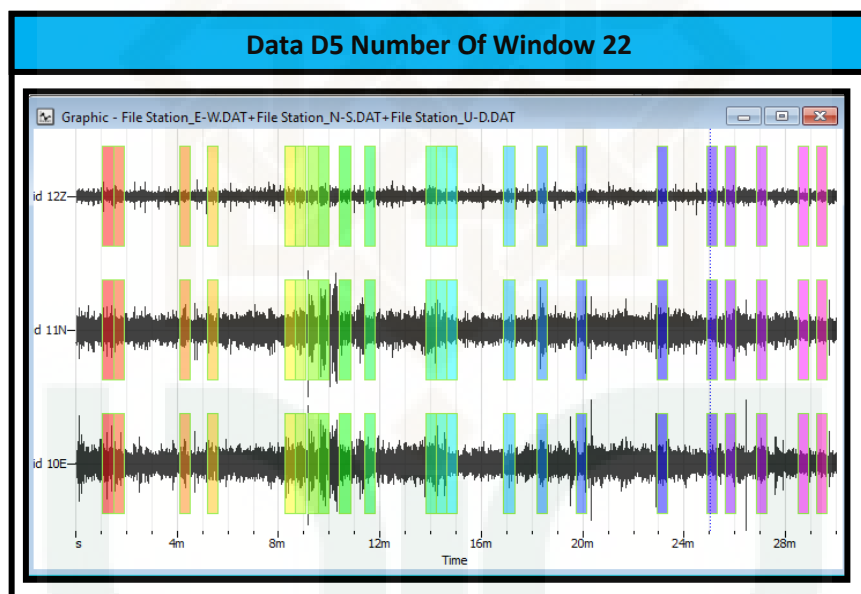 Data D5 Number Of Window 22
Graphic - File Station_E-W.DAT+File Station_N-S.DAT+File Station_U-D.DAT
id 12Z
d 11N
id 10E
s 4m 8m 12m 16m 20m 24m 28m
Time